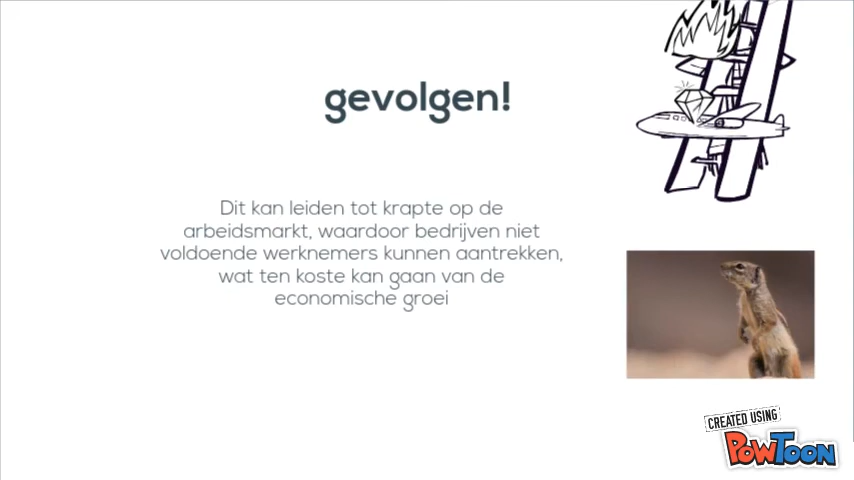 gevolgen!
Dit kan leiden tot krapte op de
arbeidsmarkt, waardoor bedrijven niet
voldoende werknemers kunnen aantrekken,
wat ten koste kan gaan van de
economische groei
CREATED USING
POWTOON